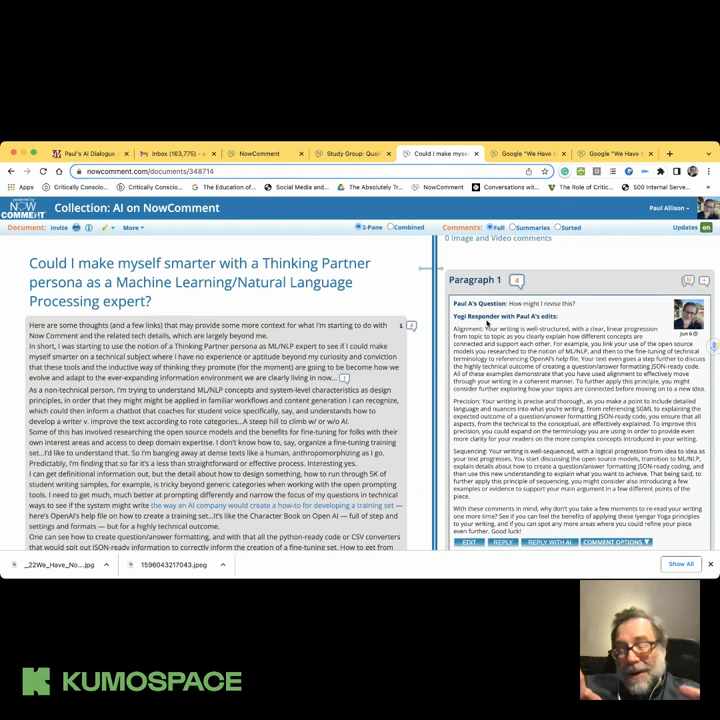 Paul's AI Dialogue
Inbox (163,775)
NowComment
Study Group: Quali
Could I make myse
Google "We Have N
Google "We Have N
nowcomment.com/documents/348714
Apps
Critically Conscio...
Critically Conscio...
The Education of...
Social Media and...
The Absolutely Tr...
NowComment
Conversations wit...
The Role of Critic...
500 Internal Serve...
powered by
NOW
COMMENT
Collection: AI on NowComment
Paul Allison
Document:
Invite
More
2-Pane
Combined
Comments:
Full
Summaries
Sorted
Updates
on
0 Image and Video comments
Could I make myself smarter with a Thinking Partner
persona as a Machine Learning/Natural Language
Processing expert?
Here are some thoughts (and a few links) that may provide some more context for what I'm starting to do with
Now Comment and the related tech details, which are largely beyond me.
1
4
In short, I was starting to use the notion of a Thinking Partner persona as ML/NLP expert to see if I could make
myself smarter on a technical subject where I have no experience or aptitude beyond my curiosity and conviction
that these tools and the inductive way of thinking they promote (for the moment) are going to become how we
evolve and adapt to the ever-expanding information environment we are clearly living in now...
1
As a non-technical person, I'm trying to understand ML/NLP concepts and system-level characteristics as design
principles, in order that they might might be applied in familiar workflows and content generation I can recognize,
which could then inform a chatbot that coaches for student voice specifically, say, and understands how to
develop a writer v. improve the text according to rote categories...A steep hill to climb w/ or w/o AI.
Some of this has involved researching the open source models and the benefits for fine-tuning for folks with their
own interest areas and access to deep domain expertise. I don't know how to, say, organize a fine-tuning training
set...I'd like to understand that. So I'm banging away at dense texts like a human, anthropomorphizing as I go.
Predictably, I'm finding that so far it's a less than straightforward or effective process. Interesting yes.
I can get definitional information out, but the detail about how to design something, how to run through 5K of
student writing samples, for example, is tricky beyond generic categories when working with the open prompting
tools. I need to get much, much better at prompting differently and narrow the focus of my questions in technical
ways to see if the system might write the way an AI company would create a how-to for developing a training set —
here's OpenAI's help file on how to create a training set...it's like the Character Book on Open AI — full of step and
settings and formats — but for a highly technical outcome.
One can see how to create question/answer formatting, and with that all the python-ready code or CSV converters
that would spit out JSON-ready information to correctly inform the creation of a fine-tuned set. How to get from
Paragraph 1
4
Paul A's Question: How might I revise this?
Yogi Responder with Paul A's edits:
Jun 6
Alignment: Your writing is well-structured, with a clear, linear progression
from topic to topic as you clearly explain how different concepts are
connected and support each other. For example, you link your use of the open source
models you researched to the notion of ML/NLP, and then to the fine-tuning of technical
terminology to referencing OpenAI's help file. Your text even goes a step further to discuss
the highly technical outcome of creating a question/answer formatting JSON-ready code.
All of these examples demonstrate that you have used alignment to effectively move
through your writing in a coherent manner. To further apply this principle, you might
consider highlighting how your topics are connected before moving on to a new idea.
Precision: Your writing is precise and thorough, as you make a point to include detailed
language and nuances into what you're writing. From referencing SGML to explaining the
expected outcome of a question/answer formatting JSON-ready code, you ensure that all
aspects, from the technical to the conceptual, are effectively explained. To improve this
precision, you could expand on the terminology you are using in order to provide even
more clarity for your readers on the more complex concepts introduced in your writing.
Sequencing: Your writing is well-sequenced, with a logical progression from idea to idea as
your text progresses. You start discussing the open source models, transition to ML/NLP,
explain details about how to create a question/answer formatting JSON-ready coding, and
then use this new understanding to explain what you want to achieve. That being said, to
further apply this principle of sequencing, you might also consider introducing a few
examples or evidence to support your main argument in a few different spots of the
piece.
With these comments in mind, why don't you take a few moments to re-read your writing
one more time? See if you can feel the benefits of applying these Iyengar Yoga principles
to your writing, and if you can spot any more areas where you could refine your piece
even further. Good luck!
EDIT
REPLY
REPLY WITH AI
COMMENT OPTIONS
_22We_Have_No....jpg
1596043217043.jpeg
Show All
KUMOSPACE